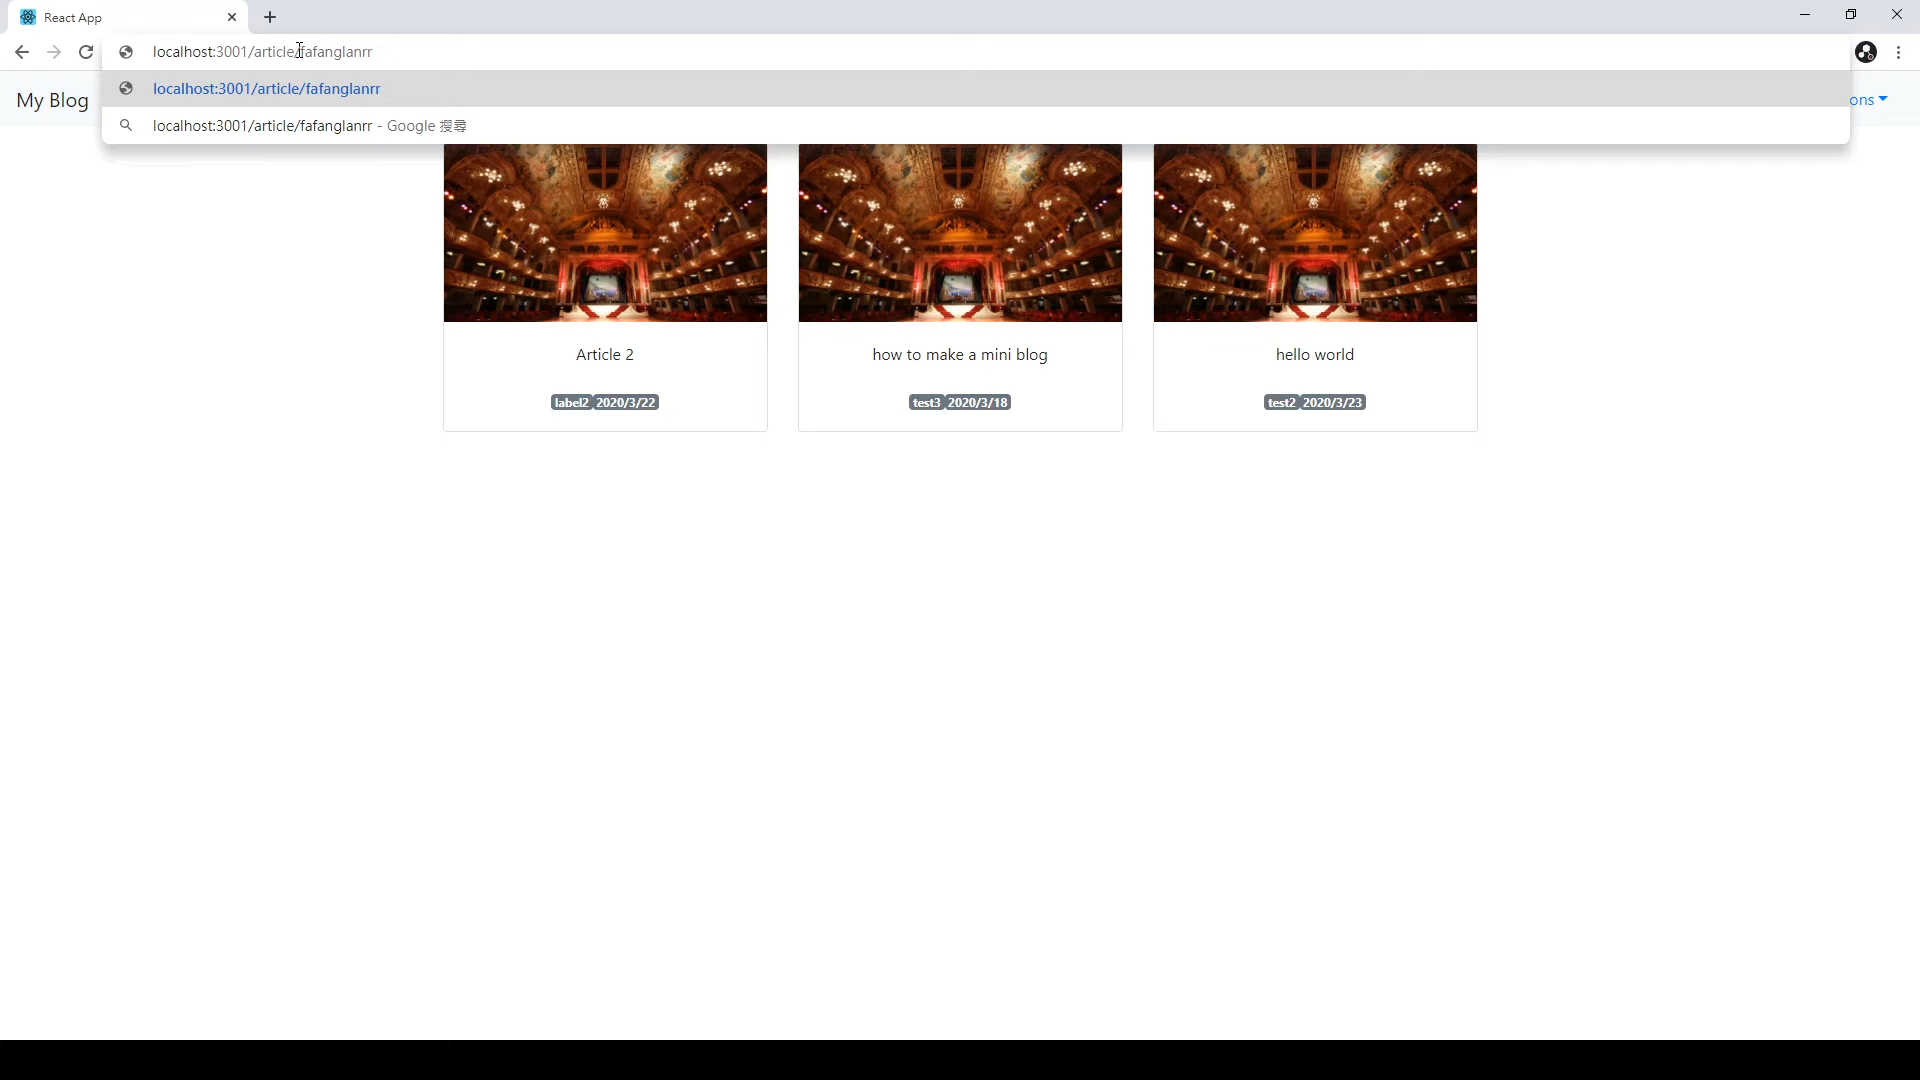 React App
localhost:3001/article/fafanglanrr
localhost:3001/article/fafanglanrr
My Blog
ons
localhost:3001/article/fafanglanrr - Google 搜尋
Article 2
how to make a mini blog
hello world
label2 2020/3/22
test3 2020/3/18
test2 2020/3/23